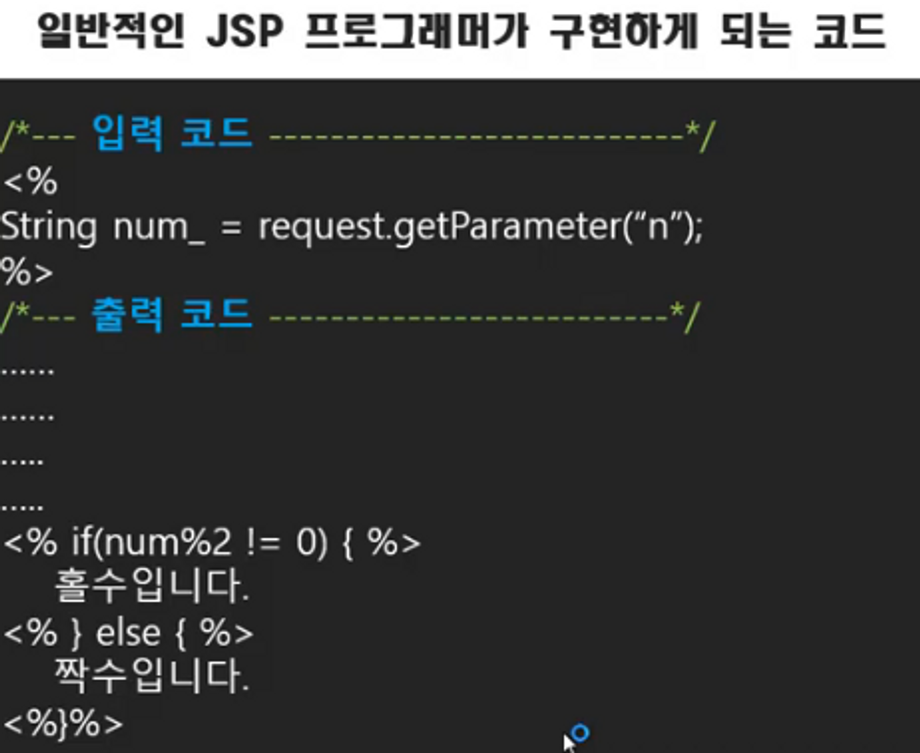 일반적인 JSP 프로그래머가 구현하게 되는 코드
/*--- 입력 코드 ---------------------------*/
<%
String num_ = request.getParameter(“n”);
%>
/*--- 출력 코드 --------------------------*/
......
......
.....
.....
<% if(num%2 != 0) { %>
홀수입니다.
<% } else { %>
짝수입니다.
<%}%>